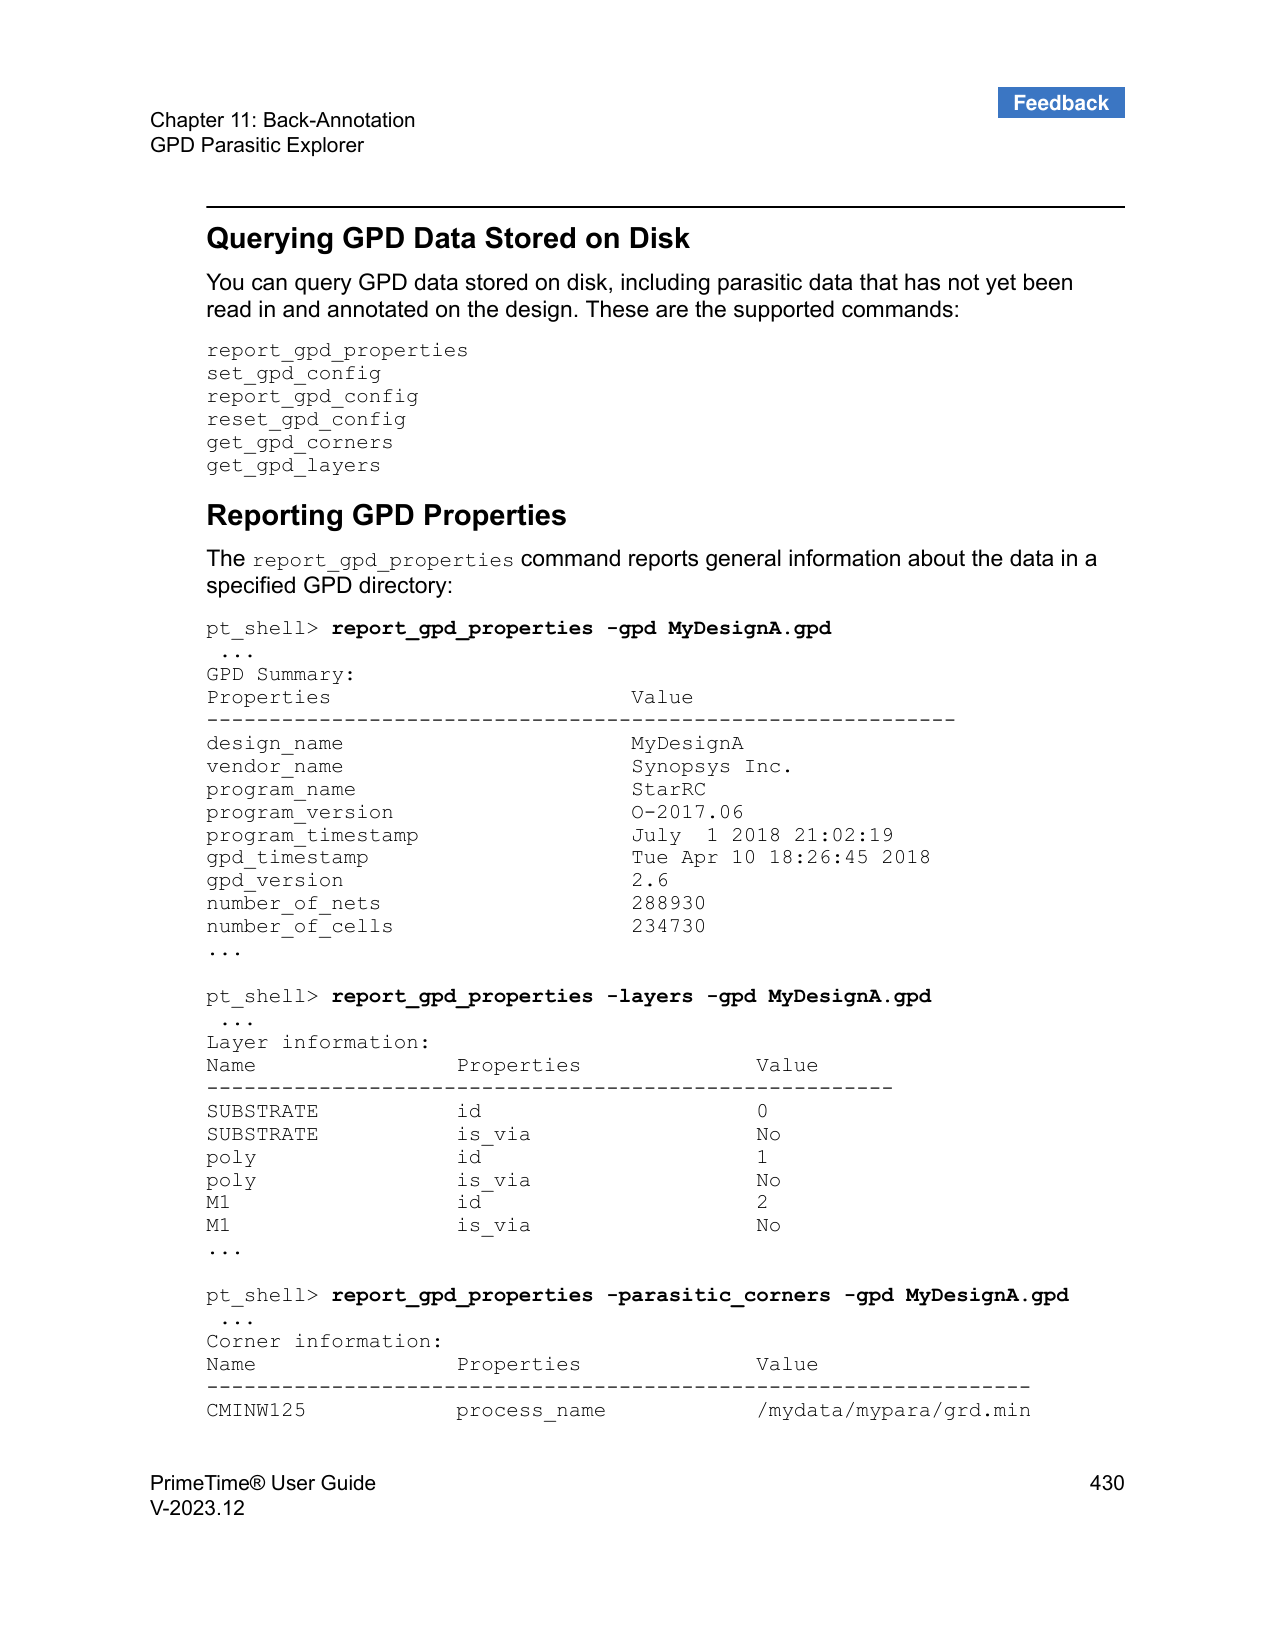 Feedback
Chapter 11: Back-Annotation
GPD Parasitic Explorer
Querying GPD Data Stored on Disk
You can query GPD data stored on disk, including parasitic data that has not yet been
read in and annotated on the design. These are the supported commands:
report_gpd_properties
set_gpd_config
report_gpd_config
reset_gpd_config
get_gpd_corners
get_gpd_layers
Reporting GPD Properties
The report_gpd_properties command reports general information about the data in a
specified GPD directory:
pt_shell> report_gpd_properties -gpd MyDesignA.gpd
...
GPD Summary:
Properties                        Value
------------------------------------------------------------
design_name                       MyDesignA
vendor_name                       Synopsys Inc.
program_name                      StarRC
program_version                   O-2017.06
program_timestamp                 July  1 2018 21:02:19
gpd_timestamp                     Tue Apr 10 18:26:45 2018
gpd_version                       2.6
number_of_nets                    288930
number_of_cells                   234730
...
pt_shell> report_gpd_properties -layers -gpd MyDesignA.gpd
...
Layer information:
Name                Properties              Value
-------------------------------------------------------
SUBSTRATE           id                      0
SUBSTRATE           is_via                  No
poly                id                      1
poly                is_via                  No
M1                  id                      2
M1                  is_via                  No
...
pt_shell> report_gpd_properties -parasitic_corners -gpd MyDesignA.gpd
...
Corner information:
Name                Properties              Value
------------------------------------------------------------------
CMINW125            process_name            /mydata/mypara/grd.min
PrimeTime® User Guide 430
V-2023.12